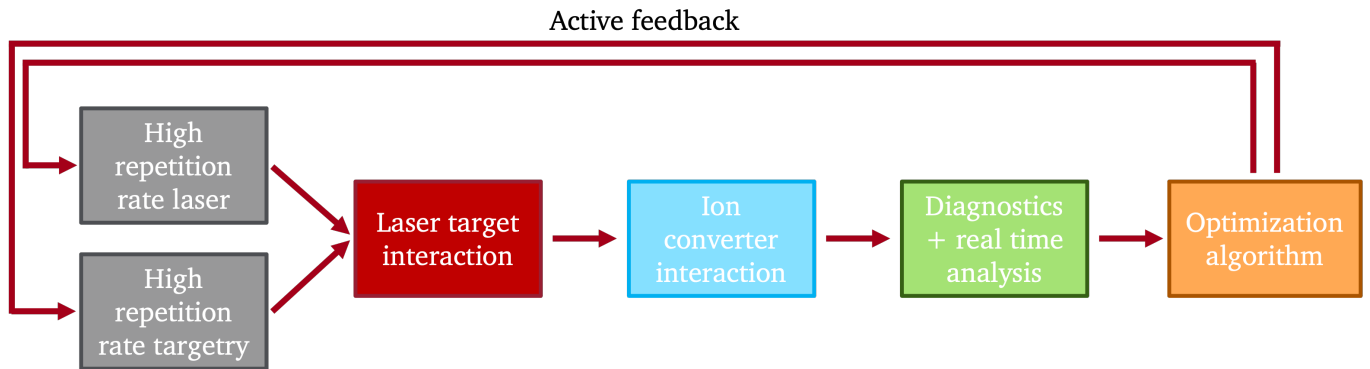 Active feedback
High
repetition
rate laser
High
repetition
rate targetry
Laser target
interaction
Ion
converter
interaction
Diagnostics
+ real time
analysis
Optimization
algorithm